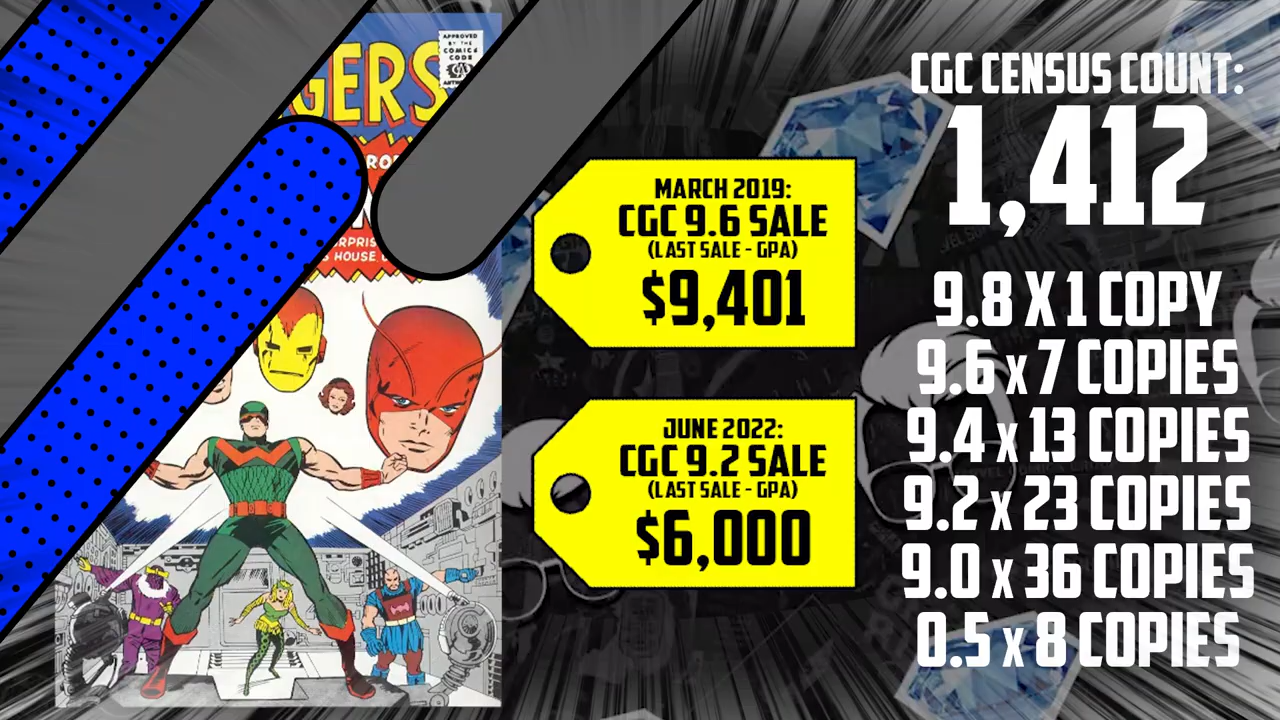 GERS
APPROVED
BY THE
COMICS
CODE
MARCH 2019:
CGC 9.6 SALE
(LAST SALE - GPA)
$9,401
JUNE 2022:
CGC 9.2 SALE
(LAST SALE - GPA)
$6,000
CGC CENSUS COUNT:
1,412
9.8 X 1 COPY
9.6 x 7 COPIES
9.4 x 13 COPIES
9.2 x 23 COPIES
9.0 x 36 COPIES
0.5 x 8 COPIES